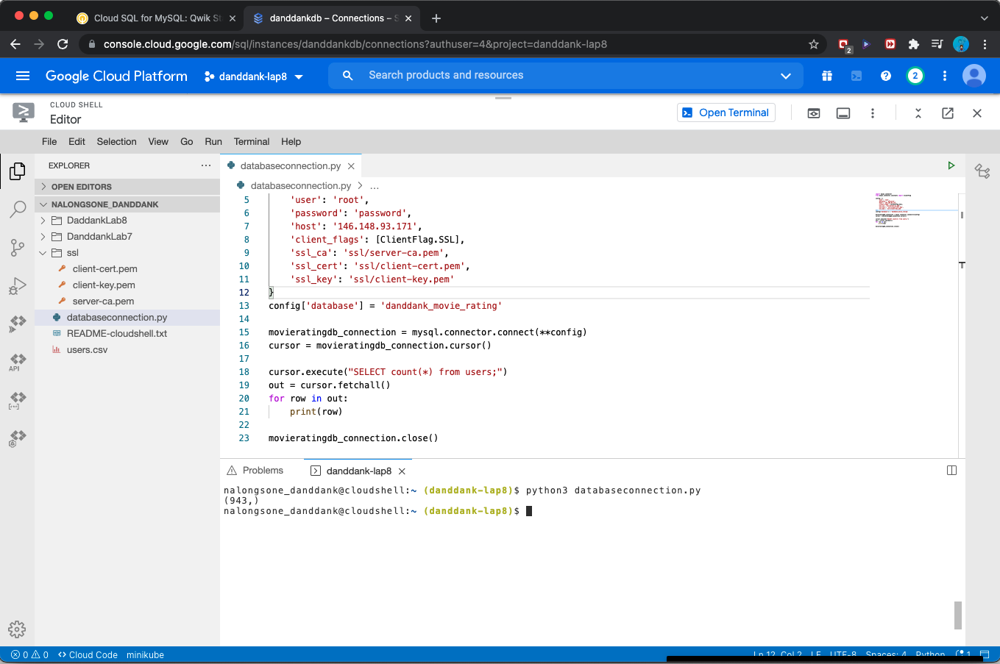 Cloud SQL for MySQL: Qwik St
danddankdb – Connections – S
console.cloud.google.com/sql/instances/danddankdb/connections?authuser=4&project=danddank-lap8
2
Google Cloud Platform
danddank-lap8
Search products and resources
2
CLOUD SHELL
Editor
Open Terminal
File Edit Selection View Go Run Terminal Help
EXPLORER
OPEN EDITORS
NALONGSONE_DANDDANK
DaddankLab8
DanddankLab7
ssl
client-cert.pem
client-key.pem
server-ca.pem
databaseconnection.py
README-cloudshell.txt
users.csv
API
databaseconnection.py
databaseconnection.py > ...
5 'user': 'root',
6 'password': 'password',
7 'host': '146.148.93.171',
8 'client_flags': [ClientFlag.SSL],
9 'ssl_ca': 'ssl/server-ca.pem',
10 'ssl_cert': 'ssl/client-cert.pem',
11 'ssl_key': 'ssl/client-key.pem'
12 }
13 config['database'] = 'danddank_movie_rating'
14
15 movieratingdb_connection = mysql.connector.connect(**config)
16 cursor = movieratingdb_connection.cursor()
17
18 cursor.execute("SELECT count(*) from users;")
19 out = cursor.fetchall()
20 for row in out:
21 print(row)
22
23 movieratingdb_connection.close()
Problems
danddank-lap8
nalongsone_danddank@cloudshell:~ (danddank-lap8)$ python3 databaseconnection.py
(943,)
nalongsone_danddank@cloudshell:~ (danddank-lap8)$
0 0 <> Cloud Code minikube
Ln 12, Col 2 LF UTF-8 Spaces: 4 Python 1